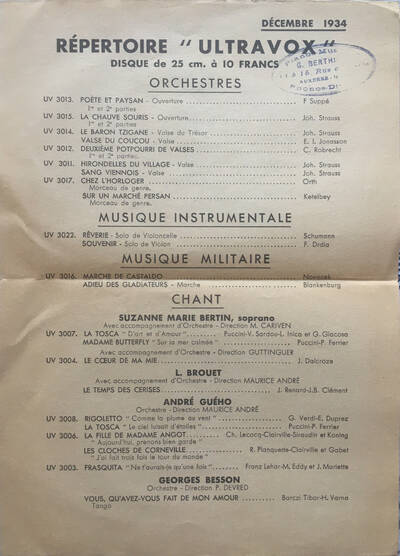 DÉCEMBRE 1934
RÉPERTOIRE “ ULTRAVOX “
DISQUE de 25 cm. à 10 FRANCS
G. BERTHI
AUXERRE
ORCHESTRES
UV 3013. POÈTE ET PAYSAN - Ouverture F Suppé
1re et 2e parties
UV 3015. LA CHAUVE SOURIS - Ouverture Joh. Strauss
1re et 2e parties
UV 3014. LE BARON TZIGANE - Valse du Trésor Joh. Strauss
VALSE DU COUCOU - Valse E. I. Jonasson
UV 3012. DEUXIÈME POTPOURRI DE VALSES C. Robrecht
1re et 2e parties.
UV 3011. HIRONDELLES DU VILLAGE - Valse Joh. Strauss
SANG VIENNOIS - Valse Joh. Strauss
UV 3017. CHEZ L'HORLOGER Orth
Morceau de genre.
SUR UN MARCHÉ PERSAN Ketelbey
Morceau de genre.
MUSIQUE INSTRUMENTALE
UV 3022. RÊVERIE - Solo de Violoncelle Schumann
SOUVENIR - Solo de Violon F. Drdla
MUSIQUE MILITAIRE
UV 3016. MARCHE DE CASTALDO Novacek
ADIEU DES GLADIATEURS - Marche Blankenburg
CHANT
SUZANNE MARIE BERTIN, soprano
Avec accompagnement d'Orchestre - Direction M. CARIVEN
UV 3007. LA TOSCA " D'art et d'Amour" Puccini-V. Sardou-L. Inica et G. Giacosa
MADAME BUTTERFLY " Sur la mer calmée " Puccini-P. Ferrier
Avec accompagnement d'Orchestre - Direction GUTTINGUER
UV 3004. LE CŒUR DE MA MIE J. Dalcroze
L. BROUET
Avec accompagnement d'Orchestre - Direction MAURICE ANDRÉ
LE TEMPS DES CERISES J. Renard-J.B. Clément
ANDRÉ GUÉHO
Orchestre - Direction MAURICE ANDRÉ
UV 3008. RIGOLETTO " Comme la plume au vent " G. Verdi-E. Duprez
LA TOSCA " Le ciel luisait d'étoiles " Puccini-P. Ferrier
UV 3006. LA FILLE DE MADAME ANGOT Ch. Lecocq-Clairville-Siraudin et Koning
" Aujourd'hui, prenons bien garde "
LES CLOCHES DE CORNEVILLE R. Planquette-Clairville et Gabet
" J'ai fait trois fois le tour du monde "
UV 3003. FRASQUITA " Ne t'aurais-je qu'une fois " Franz Lehar-M. Eddy et J. Mariette
GEORGES BESSON
Orchestre - Direction P. DEVRED
VOUS, QU'AVEZ-VOUS FAIT DE MON AMOUR Barczi Tibor-H. Varna
Tango